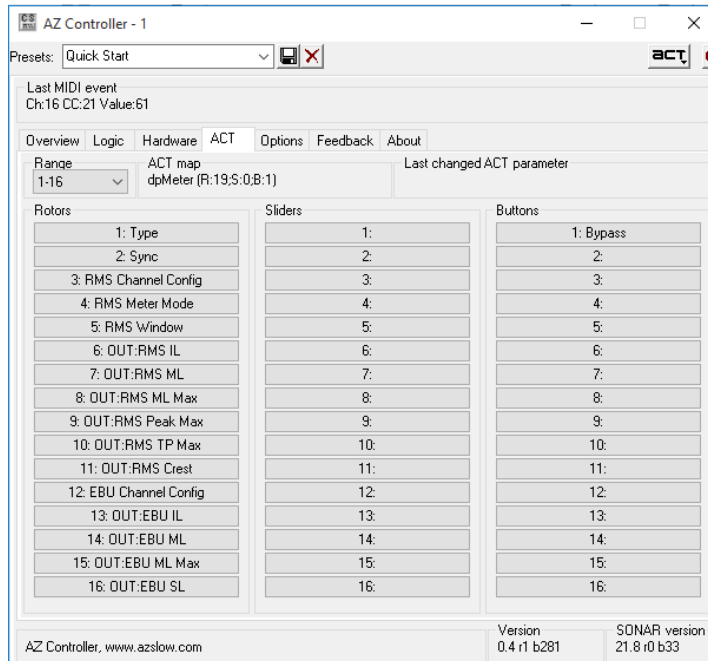 AZ Controller - 1
Presets: Quick Start
ACT
Last MIDI event
Ch:16 CC:21 Value:61
Overview Logic Hardware ACT Options Feedback About
Range
1-16
ACT map
dpMeter (R:19;S:0;B:1)
Last changed ACT parameter
Rotors
1: Type
2: Sync
3: RMS Channel Config
4: RMS Meter Mode
5: RMS Window
6: OUT:RMS IL
7: OUT:RMS ML
8: OUT:RMS ML Max
9: OUT:RMS Peak Max
10: OUT:RMS TP Max
11: OUT:RMS Crest
12: EBU Channel Config
13: OUT:EBU IL
14: OUT:EBU ML
15: OUT:EBU ML Max
16: OUT:EBU SL
Sliders
1:
2:
3:
4:
5:
6:
7:
8:
9:
10:
11:
12:
13:
14:
15:
16:
Buttons
1: Bypass
2:
3:
4:
5:
6:
7:
8:
9:
10:
11:
12:
13:
14:
15:
16:
AZ Controller, www.azslow.com
Version
0.4 r1 b281
SONAR version
21.8 r0 b33